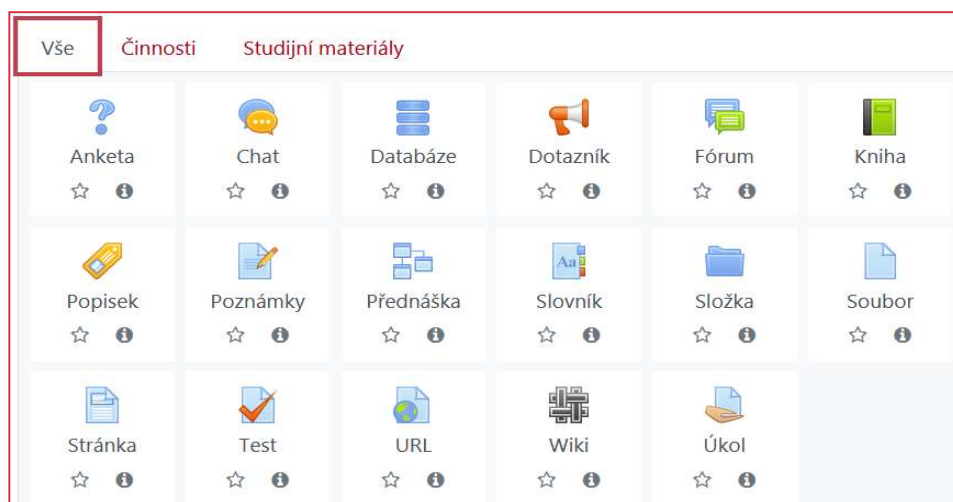 Vše Činnosti Studijní materiály
Anketa Chat Databáze Dotazník Fórum Kniha
Popisek Poznámky Přednáška Slovník Složka Soubor
Aa
Stránka Test URL Wiki Úkol